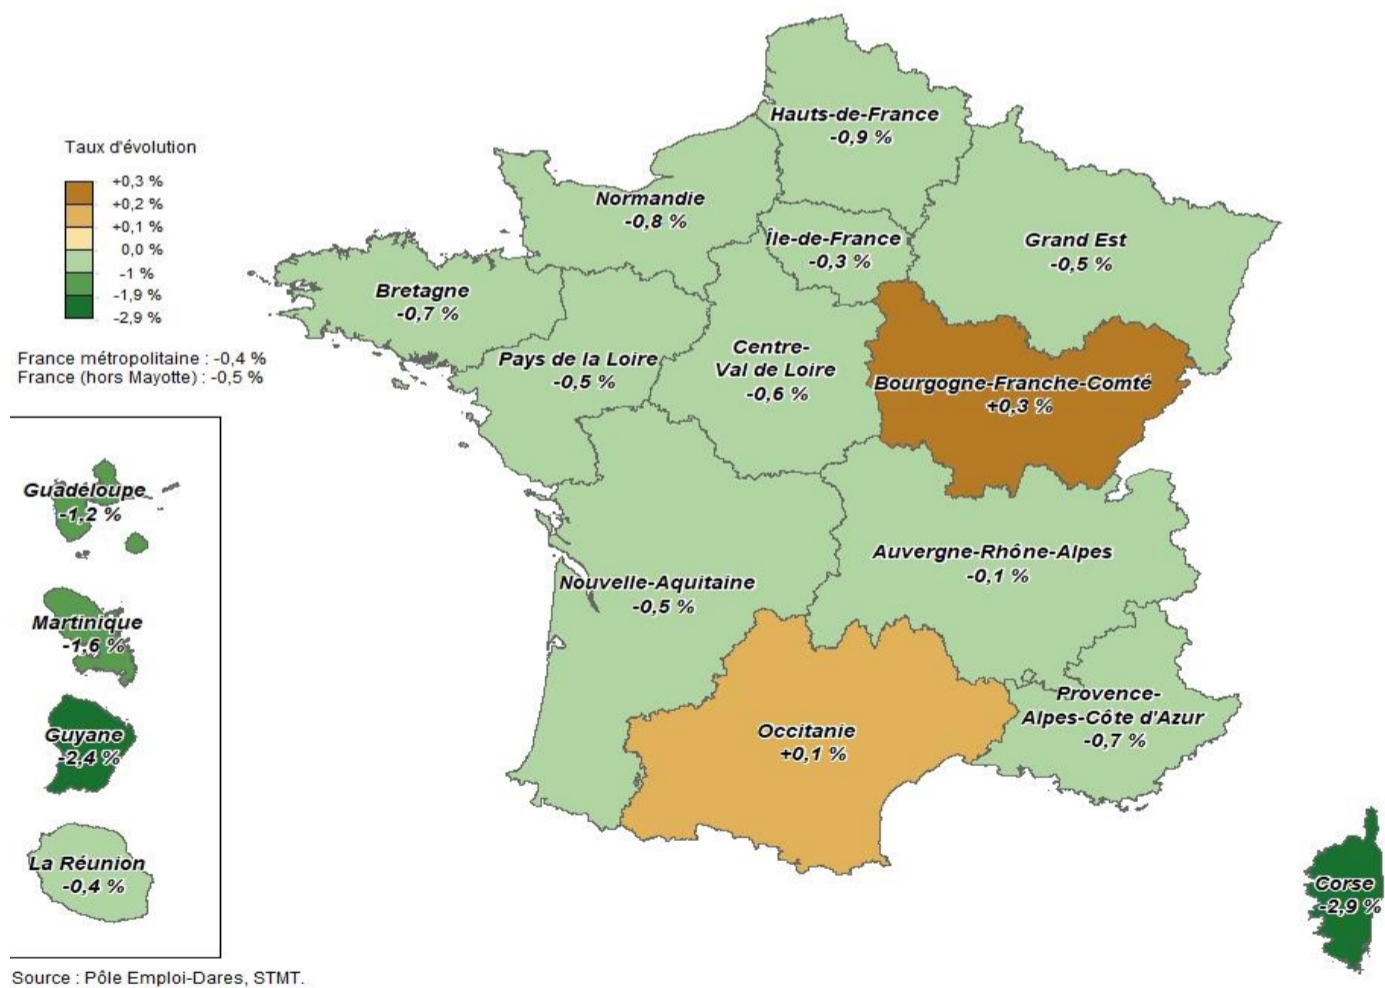 Hauts-de-France
-0,9 %
Taux d'évolution
+0,3 %
+0,2 %
+0,1 %
0,0 %
-1 %
-1,9 %
-2,9 %
Normandie
-0,8 %
Île-de-France
-0,3 %
Grand Est
-0,5 %
Bretagne
-0,7 %
France métropolitaine : -0,4 %
France (hors Mayotte) : -0,5 %
Pays de la Loire
-0,5 %
Centre-
Val de Loire
-0,6 %
Bourgogne-Franche-Comté
+0,3 %
Guadéloupe
-1,2 %
Auvergne-Rhône-Alpes
-0,1 %
Nouvelle-Aquitaine
-0,5 %
Martinique
-1,6 %
Provence-
Alpes-Côte d'Azur
-0,7 %
Guyane
-2,4 %
Occitanie
+0,1 %
La Réunion
-0,4 %
Corse
-2,9 %
Source : Pôle Emploi-Dares, STMT.